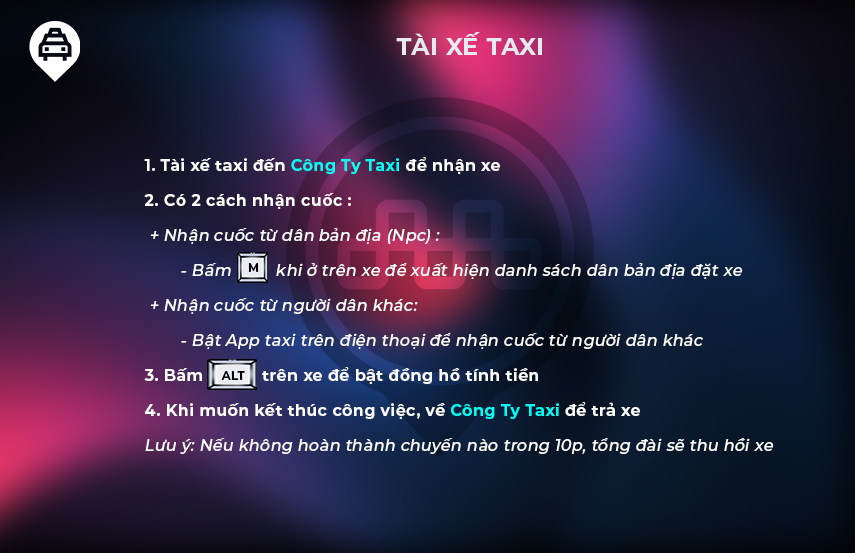 TÀI XẾ TAXI
1. Tài xế taxi đến Công Ty Taxi để nhận xe
2. Có 2 cách nhận cuốc :
+ Nhận cuốc từ dân bản địa (Npc) :
- Bấm M khi ở trên xe để xuất hiện danh sách dân bản địa đặt xe
+ Nhận cuốc từ người dân khác:
- Bật App taxi trên điện thoại để nhận cuốc từ người dân khác
3. Bấm ALT trên xe để bật đồng hồ tính tiền
4. Khi muốn kết thúc công việc, về Công Ty Taxi để trả xe
Lưu ý: Nếu không hoàn thành chuyến nào trong 10p, tổng đài sẽ thu hồi xe